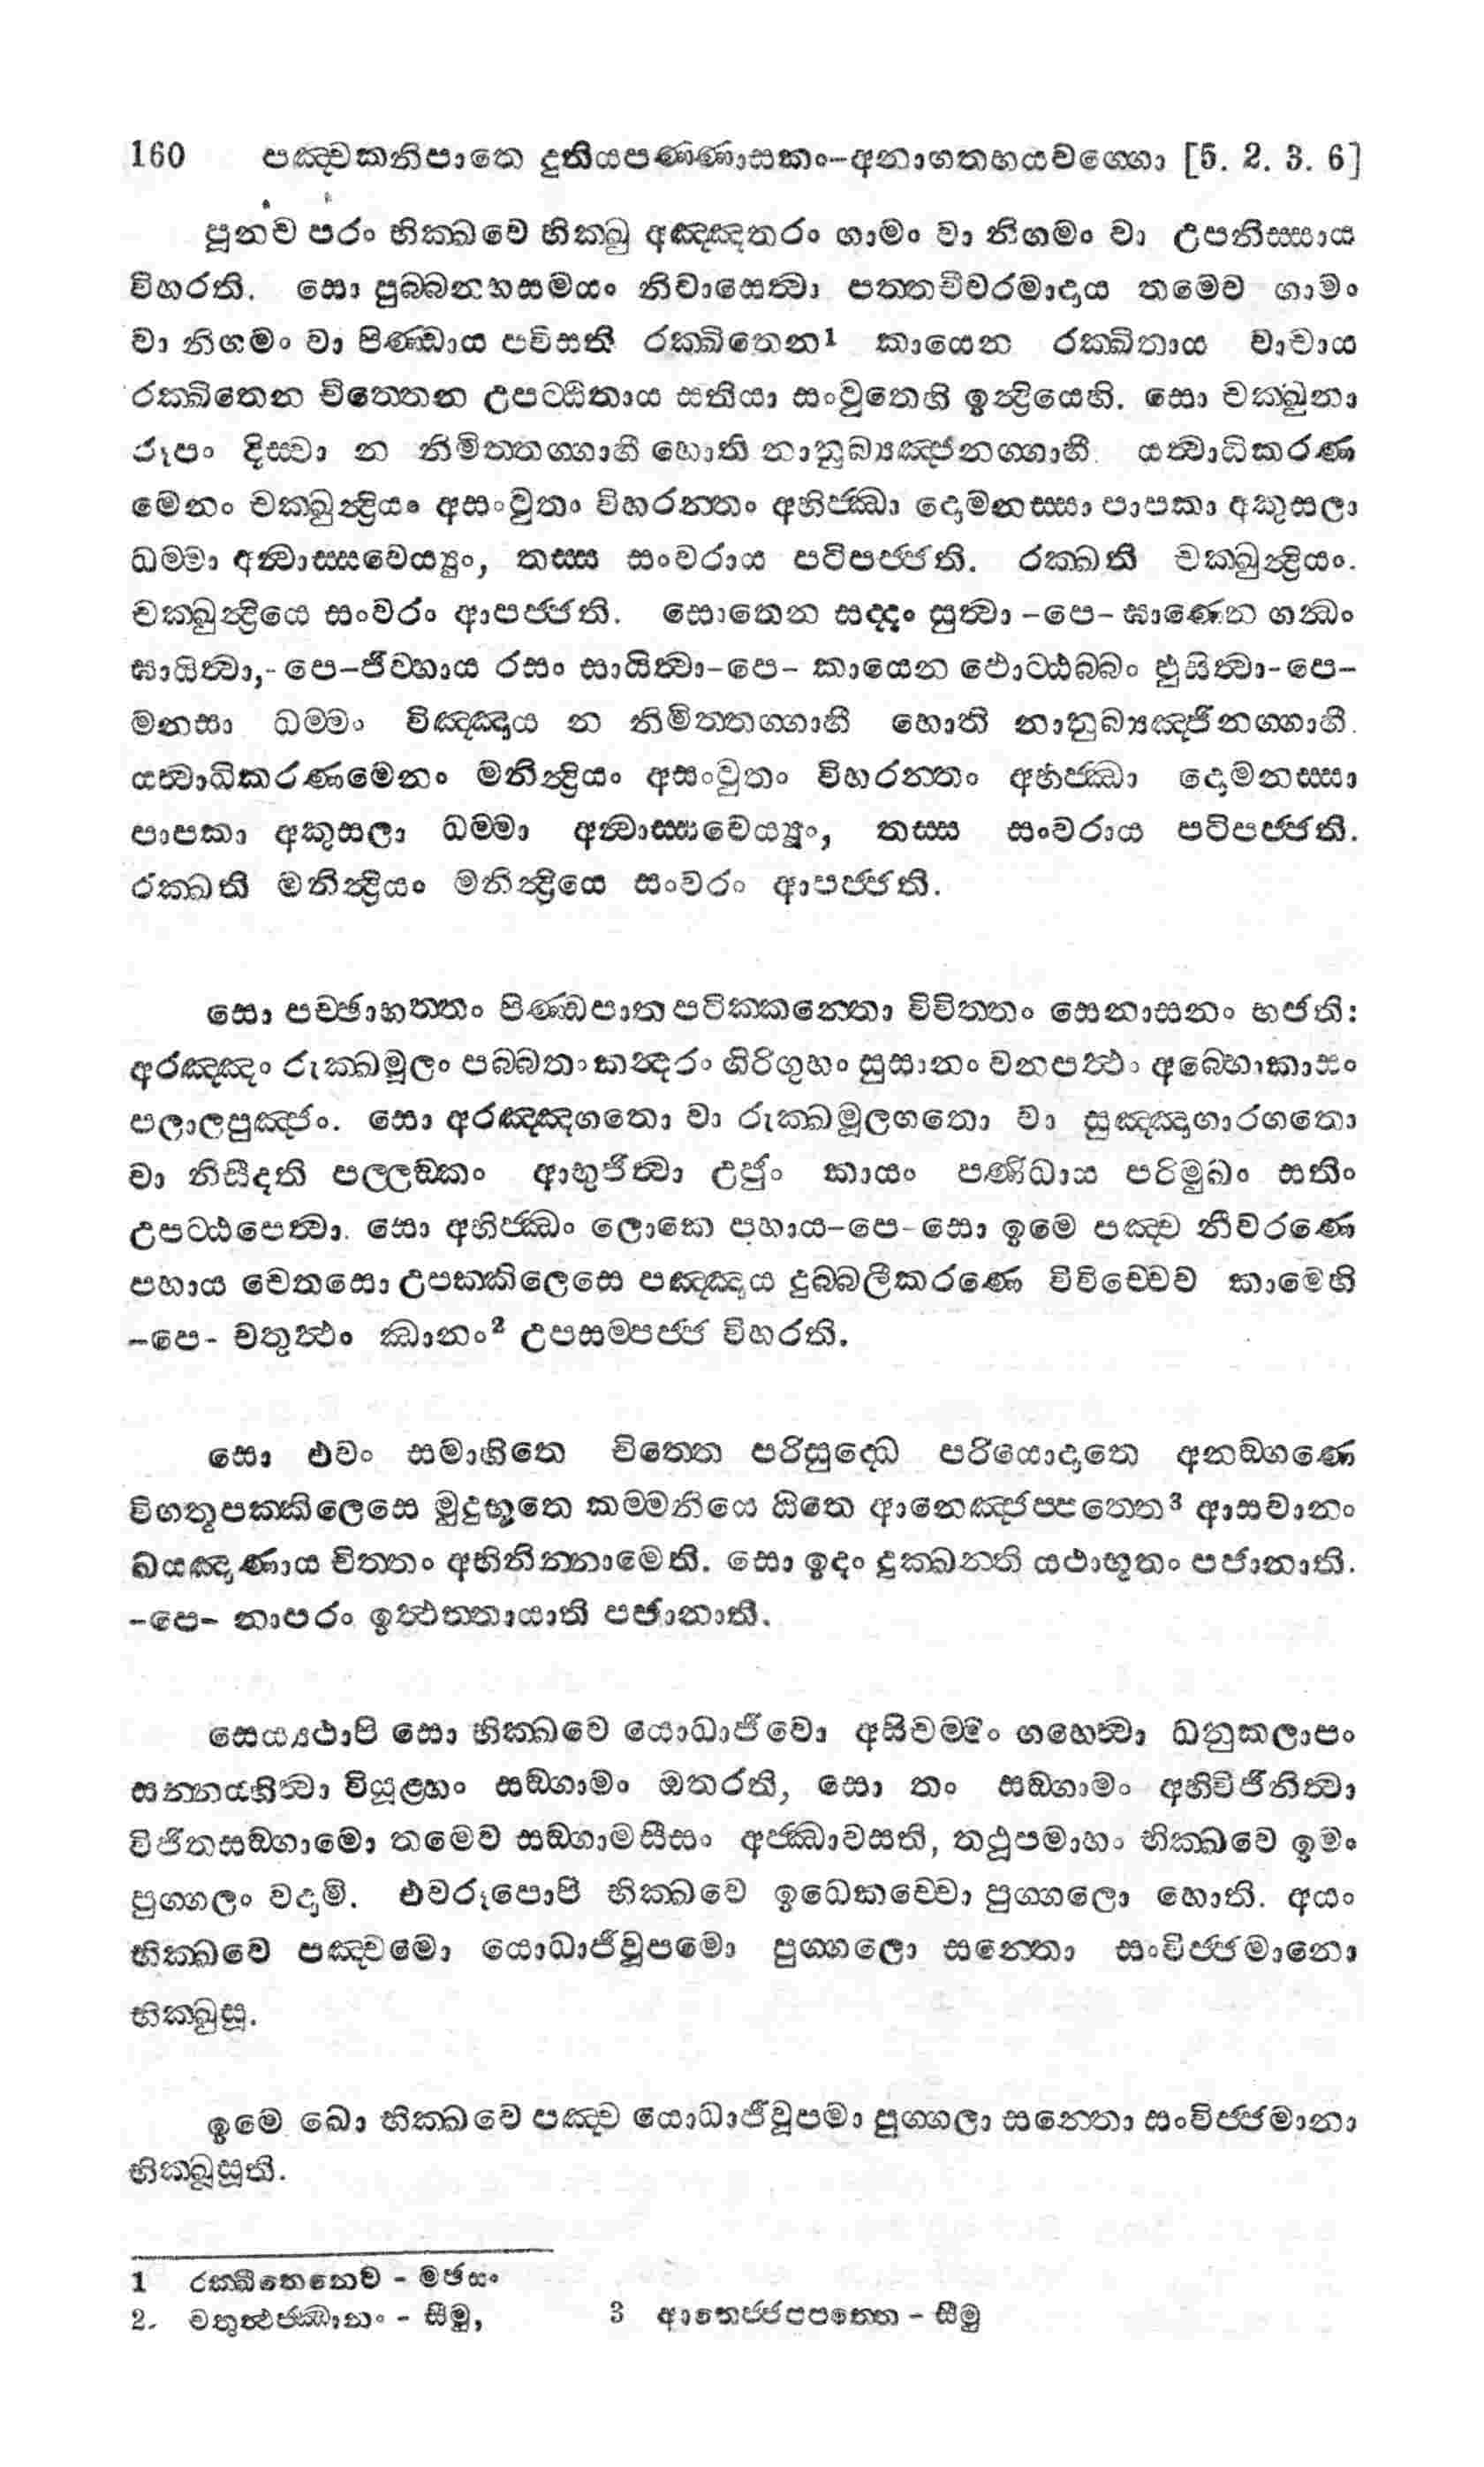 160 පඤ්චකනිපාතෙ දුතියපණ්ණාසකං-අනාගතභයවග්ගො [5. 2. 3. 6]
පුනච පරං භික්ඛවෙ භික්ඛු අඤ්ඤතරං ගාමං වා නිගමං වා උපනිස්සාය
විහරති. සො පුබ්බන්හසමයං නිවාසෙත්වා පත්තචීවරමාදාය තමෙව ගාමං
වා නිගමං වා පිණ්ඩාය පවිසති රක්ඛිතෙන¹ කායෙන රක්ඛිතාය වාචාය
රක්ඛිතෙන චිත්තෙන උපට්ඨිතාය සතියා සංවුතෙහි ඉන්ද්‍රියෙහි. සො චක්ඛුනා
රූපං දිස්වා න නිමිත්තග්ගාහී හොති නානුබ්‍යඤ්ජනග්ගාහී. යත්වාධිකරණ
මෙනං චක්ඛුන්ද්‍රියං අසංවුතං විහරන්තං අභිජ්ඣා දොමනස්සා පාපකා අකුසලා
ධම්මා අන්වාස්සවෙය්‍යුං, තස්ස සංවරාය පටිපජ්ජති. රක්ඛති චක්ඛුන්ද්‍රියං.
චක්ඛුන්ද්‍රියෙ සංවරං ආපජ්ජති. සොතෙන සද්දං සුත්වා -පෙ- ඝාණෙන ගන්ධං
ඝායිත්වා,- පෙ-ජිව්හාය රසං සායිත්වා-පෙ- කායෙන ඵොට්ඨබ්බං ඵුසිත්වා-පෙ-
මනසා ධම්මං විඤ්ඤාය න නිමිත්තග්ගාහී හොති නානුබ්‍යඤ්ජනග්ගාහී.
යත්වාධිකරණමෙනං මනින්ද්‍රියං අසංවුතං විහරන්තං අභිජ්ඣා දොමනස්සා
පාපකා අකුසලා ධම්මා අන්වාස්සවෙය්‍යුං, තස්ස සංවරාය පටිපජ්ජති.
රක්ඛති මනින්ද්‍රියං මනින්ද්‍රියෙ සංවරං ආපජ්ජති.
සො පච්ඡාභත්තං පිණ්ඩපාත පටික්කන්තො විවිත්තං සෙනාසනං භජති:
අරඤ්ඤං රුක්ඛමූලං පබ්බතං කන්දරං ගිරිගුහං සුසානං වනපත්ථං අබ්භොකාසං
පලාලපුඤ්ජං. සො අරඤ්ඤගතො වා රුක්ඛමූලගතො වා සුඤ්ඤාගාරගතො
වා නිසීදති පල්ලඞ්කං ආභුජිත්වා උජුං කායං පණිධාය පරිමුඛං සතිං
උපට්ඨපෙත්වා. සො අභිජ්ඣං ලොකෙ පහාය-පෙ-සො ඉමෙ පඤ්ච නීවරණෙ
පහාය චෙතසො උපක්කිලෙසෙ පඤ්ඤාය දුබ්බලීකරණෙ විවිච්චෙව කාමෙහි
-පෙ- චතුත්ථං ඣානං² උපසම්පජ්ජ විහරති.
සො එවං සමාහිතෙ චිත්තෙ පරිසුද්ධෙ පරියොදාතෙ අනඞ්ගණෙ
විගතූපක්කිලෙසෙ මුදුභූතෙ කම්මනියෙ ඨිතෙ ආනෙඤ්ජප්පත්තෙ³ ආසවානං
ඛයඤාණාය චිත්තං අභිනින්නාමෙති. සො ඉදං දුක්ඛන්ති යථාභූතං පජානාති.
-පෙ- නාපරං ඉත්ථත්තායාති පජානාති.
සෙය්‍යථාපි සො භික්ඛවෙ යොධාජීවො අසිචම්මං ගහෙත්වා ධනුකලාපං
සන්නය්හිත්වා වියූළ්හං සඞ්ගාමං ඔතරති, සො තං සඞ්ගාමං අභිවිජිනිත්වා
විජිතසඞ්ගාමො තමෙව සඞ්ගාමසීසං අජ්ඣාවසති, තථූපමාහං භික්ඛවෙ ඉමං
පුග්ගලං වදාමි. එවරූපොපි භික්ඛවෙ ඉධෙකච්චො පුග්ගලො හොති. අයං
භික්ඛවෙ පඤ්චමො යොධාජීවූපමො පුග්ගලො සන්තො සංවිජ්ජමානො
භික්ඛුසූ.
ඉමෙ ඛො භික්ඛවෙ පඤ්ච යොධාජීවූපමා පුග්ගලා සන්තො සංවිජ්ජමානා
භික්ඛූසූති.
1 රක්ඛිතෙනෙව - මඡසං
2. චතුත්ථජ්ඣානං - සීමු, 3 ආනෙජ්ජප්පත්තෙ - සීමු